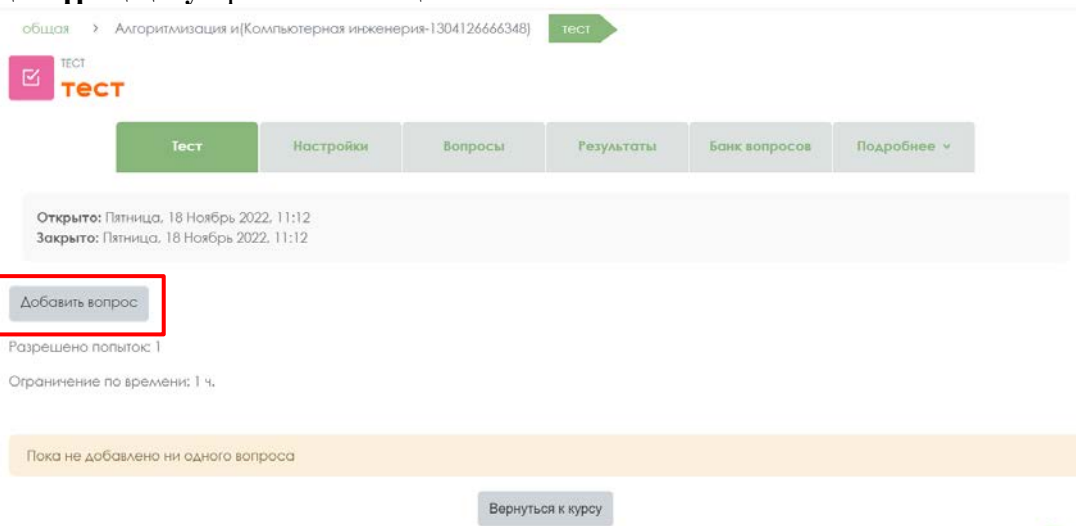 общая > Алгоритмизация и(Компьютерная инженерия-1304126666348) тест
ТЕСТ
тест
Тест Настройки Вопросы Результаты Банк вопросов Подробнее
Открыто: Пятница, 18 Ноябрь 2022, 11:12
Закрыто: Пятница, 18 Ноябрь 2022, 11:12
Добавить вопрос
Разрешено попыток: 1
Ограничение по времени: 1 ч.
Пока не добавлено ни одного вопроса
Вернуться к курсу